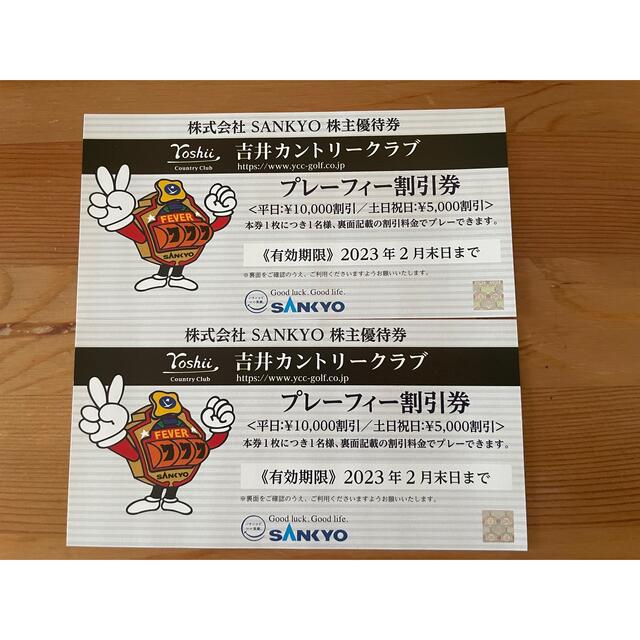 株式会社 SANKYO 株主優待券
Yoshii
Country Club
吉井カントリークラブ
https://www.ycc-golf.co.jp
FEVER
SANKYO
プレーフィー割引券
<平日:¥10,000割引/土日祝日:¥5,000割引>
本券1枚につき1名様、裏面記載の割引料金でプレーできます。
《有効期限》2023年2月末日まで
※裏面をご確認のうえ、ご利用くださいますようお願いいたします。
Good luck. Good life.
SANKYO
株式会社 SANKYO 株主優待券
Yoshii
Country Club
吉井カントリークラブ
https://www.ycc-golf.co.jp
FEVER
SANKYO
プレーフィー割引券
<平日:¥10,000割引/土日祝日:¥5,000割引>
本券1枚につき1名様、裏面記載の割引料金でプレーできます。
《有効期限》2023年2月末日まで
※裏面をご確認のうえ、ご利用くださいますようお願いいたします。
Good luck. Good life.
SANKYO